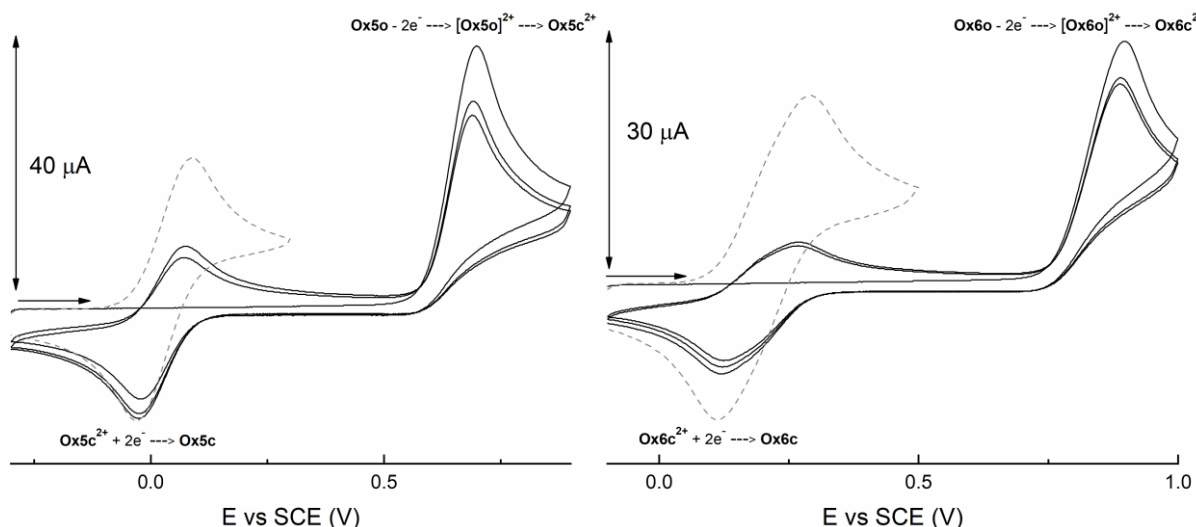 Ox5o - 2e⁻ ---> [Ox5o]²⁺ ---> Ox5c²⁺
40 μA
Ox5c²⁺ + 2e⁻ ---> Ox5c
0.0 0.5
E vs SCE (V)
Ox6o - 2e⁻ ---> [Ox6o]²⁺ ---> Ox6c²
30 μA
Ox6c²⁺ + 2e⁻ ---> Ox6c
0.0 0.5 1.0
E vs SCE (V)